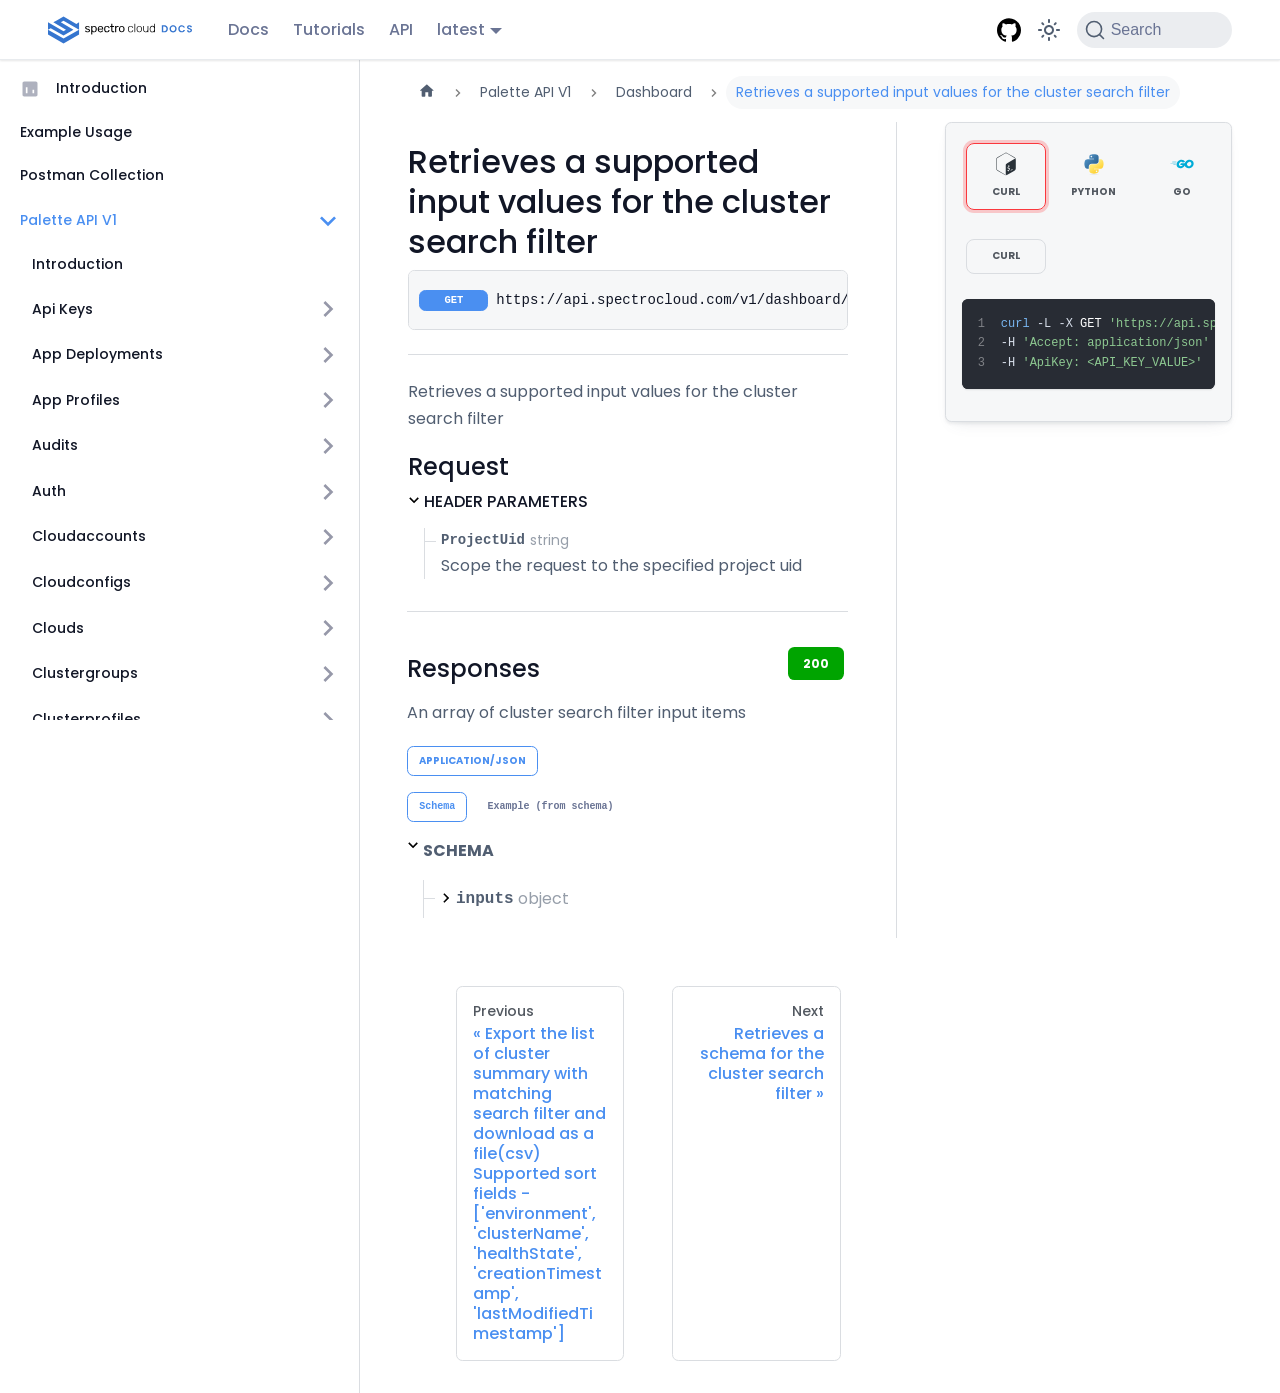 spectro cloud DOCS
Docs
Tutorials
API
latest
Search
Introduction
Example Usage
Postman Collection
Palette API V1
Introduction
Api Keys
App Deployments
App Profiles
Audits
Auth
Cloudaccounts
Cloudconfigs
Clouds
Clustergroups
Clusterprofiles
Palette API V1
Dashboard
Retrieves a supported input values for the cluster search filter
Retrieves a supported
input values for the cluster
search filter
GET https://api.spectrocloud.com/v1/dashboard/
Retrieves a supported input values for the cluster
search filter
Request
HEADER PARAMETERS
ProjectUid string
Scope the request to the specified project uid
Responses
200
An array of cluster search filter input items
APPLICATION/JSON
Schema
Example (from schema)
SCHEMA
inputs object
CURL
PYTHON
GO
CURL
1 curl -L -X GET 'https://api.sp
2 -H 'Accept: application/json'
3 -H 'ApiKey: <API_KEY_VALUE>'
Previous
« Export the list
of cluster
summary with
matching
search filter and
download as a
file(csv)
Supported sort
fields -
['environment',
'clusterName',
'healthState',
'creationTimest
amp',
'lastModifiedTi
mestamp']
Next
Retrieves a
schema for the
cluster search
filter »